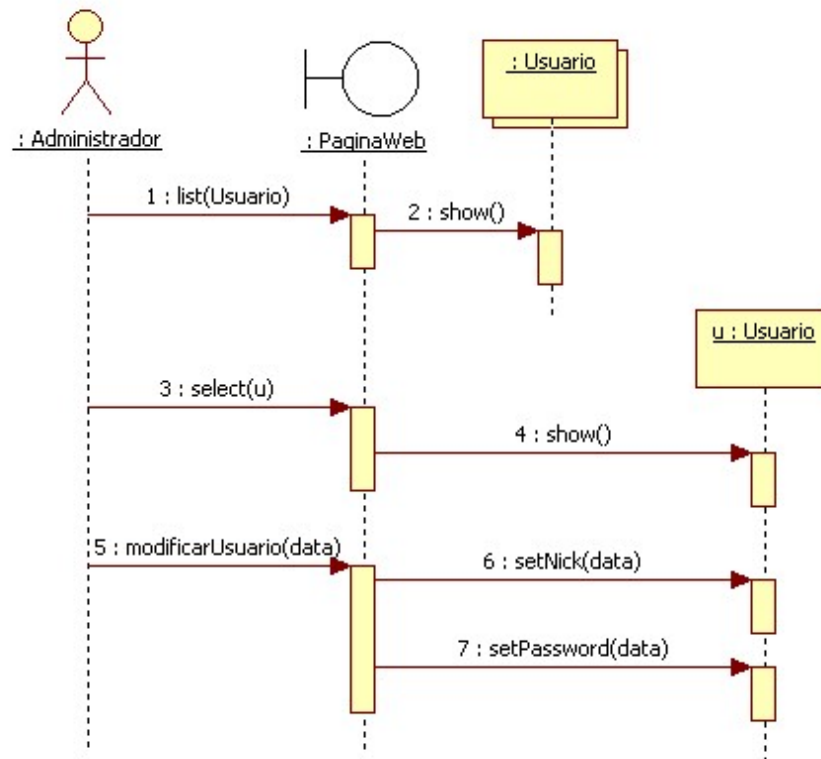 : Usuario
: Administrador
: PaginaWeb
1 : list(Usuario)
2 : show()
u : Usuario
3 : select(u)
4 : show()
5 : modificarUsuario(data)
6 : setNick(data)
7 : setPassword(data)